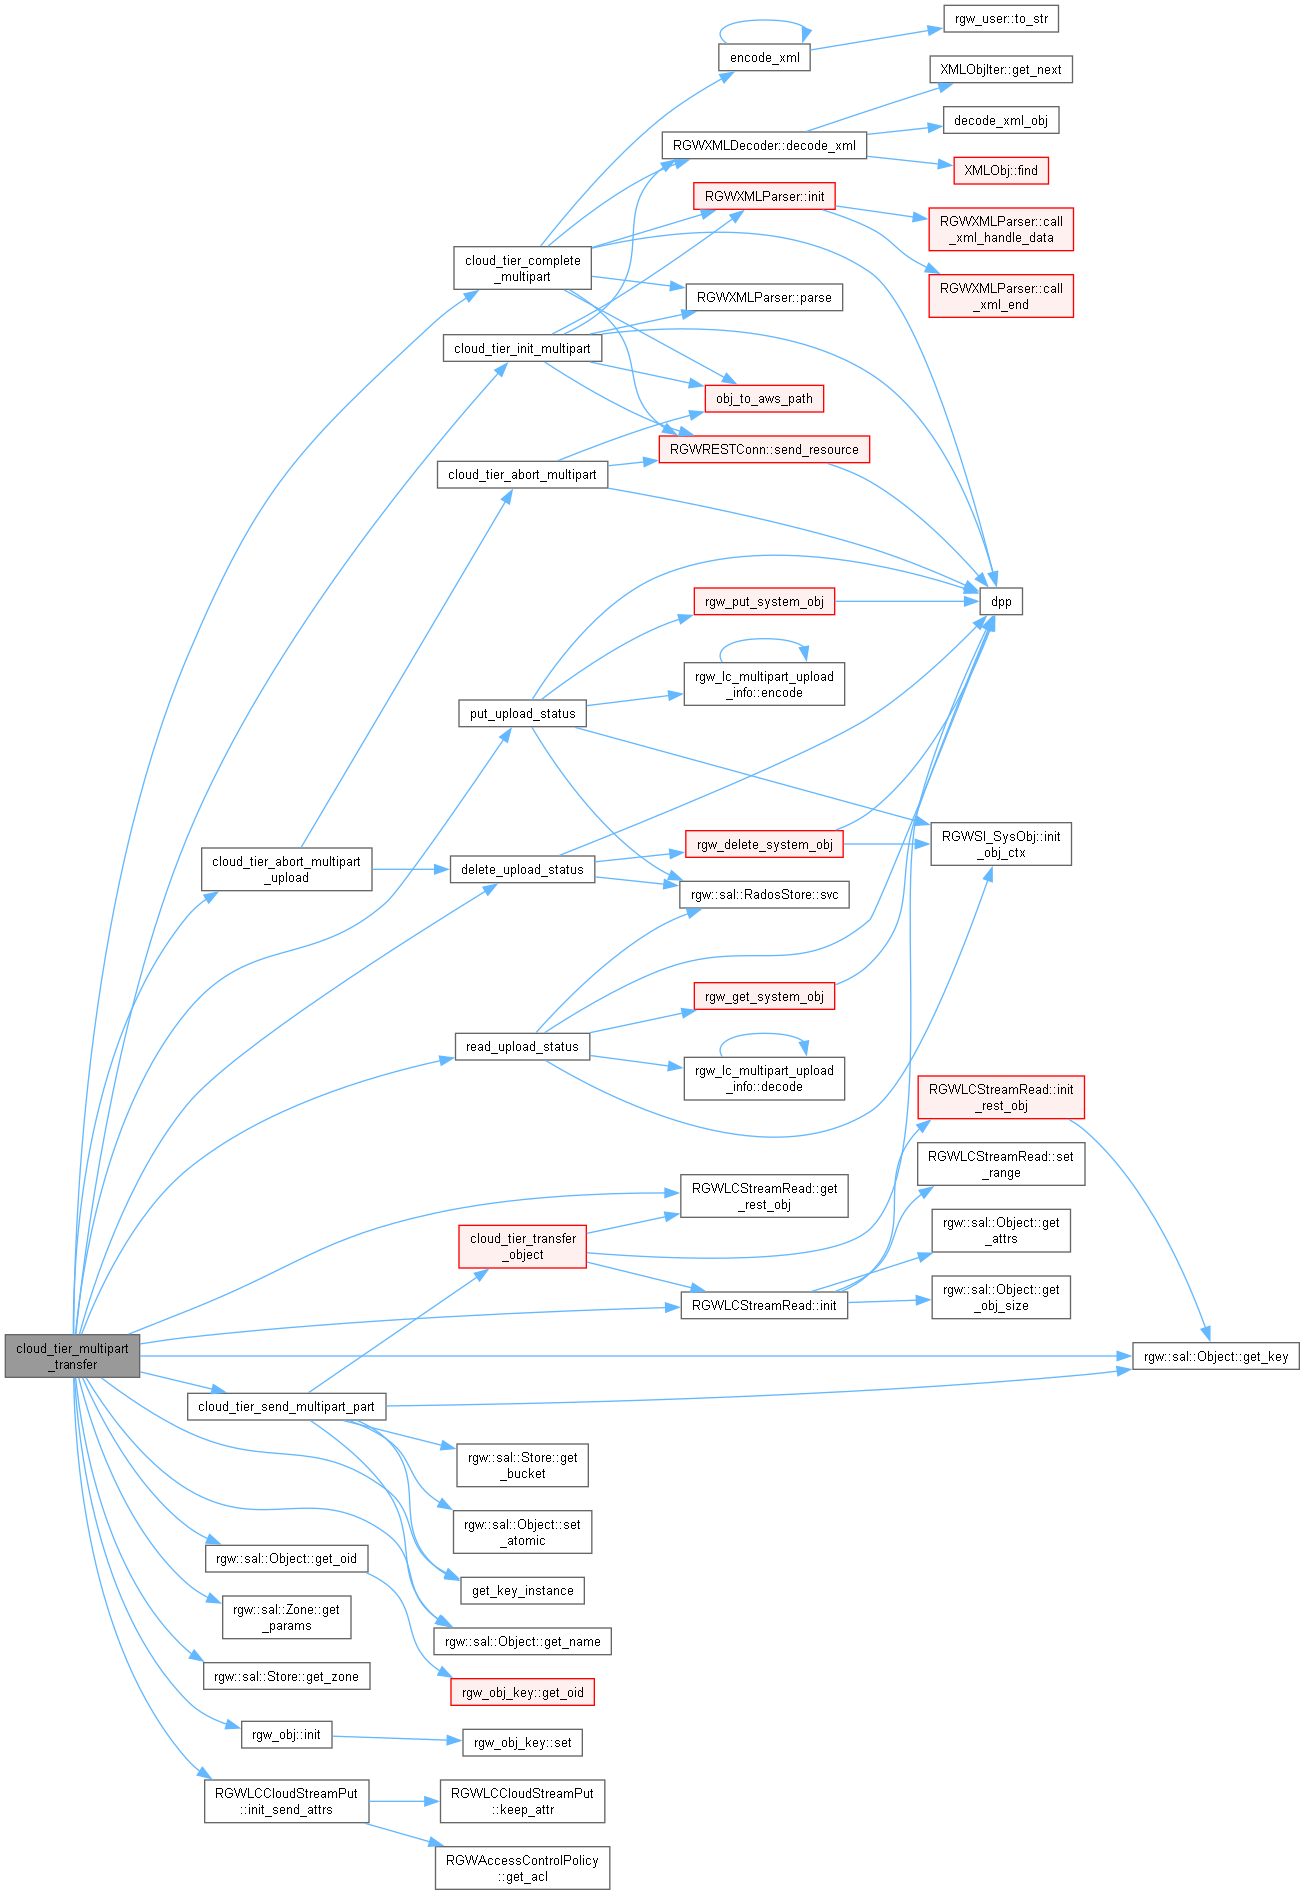 rgw_user::to_str
encode_xml
XMLObjIter::get_next
decode_xml_obj
RGWXMLDecoder::decode_xml
XMLObj::find
RGWXMLParser::init
RGWXMLParser::call
_xml_handle_data
cloud_tier_complete
_multipart
RGWXMLParser::call
_xml_end
RGWXMLParser::parse
cloud_tier_init_multipart
obj_to_aws_path
RGWRESTConn::send_resource
cloud_tier_abort_multipart
rgw_put_system_obj
dpp
rgw_lc_multipart_upload
_info::encode
put_upload_status
RGWSI_SysObj::init
_obj_ctx
rgw_delete_system_obj
cloud_tier_abort_multipart
_upload
delete_upload_status
rgw::sal::RadosStore::svc
rgw_get_system_obj
read_upload_status
rgw_lc_multipart_upload
_info::decode
RGWLCStreamRead::init
_rest_obj
RGWLCStreamRead::set
_range
RGWLCStreamRead::get
_rest_obj
rgw::sal::Object::get
_attrs
cloud_tier_transfer
_object
rgw::sal::Object::get
_obj_size
RGWLCStreamRead::init
cloud_tier_multipart
_transfer
rgw::sal::Object::get_key
cloud_tier_send_multipart_part
rgw::sal::Store::get
_bucket
rgw::sal::Object::set
_atomic
rgw::sal::Object::get_oid
get_key_instance
rgw::sal::Zone::get
_params
rgw::sal::Object::get_name
rgw::sal::Store::get_zone
rgw_obj_key::get_oid
rgw_obj::init
rgw_obj_key::set
RGWLCCloudStreamPut
::init_send_attrs
RGWLCCloudStreamPut
::keep_attr
RGWAccessControlPolicy
::get_acl